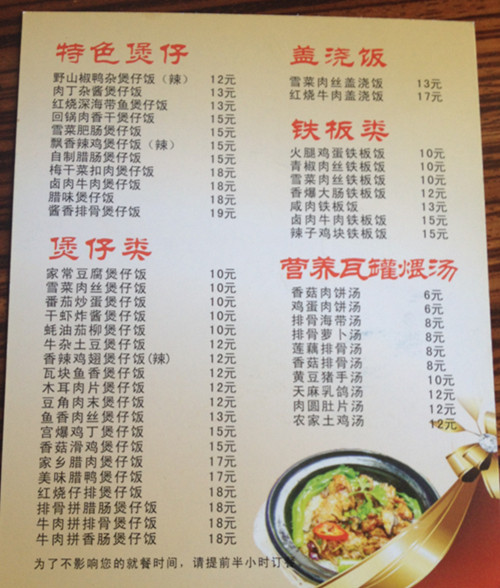 特色煲仔
野山椒鸭杂煲仔饭（辣） 12元
肉丁杂酱煲仔饭 13元
红烧深海带鱼煲仔饭 13元
回锅肉香干煲仔饭 15元
雪菜肥肠煲仔饭 15元
飘香辣鸡煲仔饭（辣） 15元
自制腊肠煲仔饭 15元
梅干菜扣肉煲仔饭 18元
卤肉牛肉煲仔饭 18元
腊味煲仔饭 18元
酱香排骨煲仔饭 19元
煲仔类
家常豆腐煲仔饭 10元
雪菜肉丝煲仔饭 10元
番茄炒蛋煲仔饭 10元
干虾炸酱煲仔饭 10元
蚝油茄柳煲仔饭 10元
牛杂土豆煲仔饭 12元
香辣鸡翅煲仔饭(辣) 12元
瓦块鱼香煲仔饭 12元
木耳肉片煲仔饭 12元
豆角肉末煲仔饭 12元
鱼香肉丝煲仔饭 13元
宫爆鸡丁煲仔饭 15元
香菇滑鸡煲仔饭 15元
家乡腊肉煲仔饭 17元
美味腊鸭煲仔饭 17元
红烧仔排煲仔饭 18元
排骨拼腊肠煲仔饭 18元
牛肉拼排骨煲仔饭 18元
牛肉拼香肠煲仔饭 18元
盖浇饭
雪菜肉丝盖浇饭 13元
红烧牛肉盖浇饭 17元
铁板类
火腿鸡蛋铁板饭 10元
青椒肉丝铁板饭 10元
雪菜肉丝铁板饭 10元
香爆大肠铁板饭 12元
咸肉铁板饭 13元
卤肉牛肉铁板饭 15元
辣子鸡块铁板饭 15元
营养瓦罐煨汤
香菇肉饼汤 6元
鸡蛋肉饼汤 6元
排骨海带汤 8元
排骨萝卜汤 8元
莲藕排骨汤 8元
香菇排骨汤 8元
黄豆猪手汤 10元
天麻乳鸽汤 12元
肉圆肚片汤 12元
农家土鸡汤 12元
为了不影响您的就餐时间，请提前半小时订